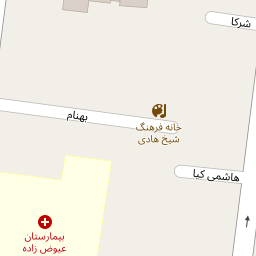 شرکا
بهنام
خانه فرهنگ
شیخ هادی
هاشمی کیا
بیمارستان
عیوض زاده